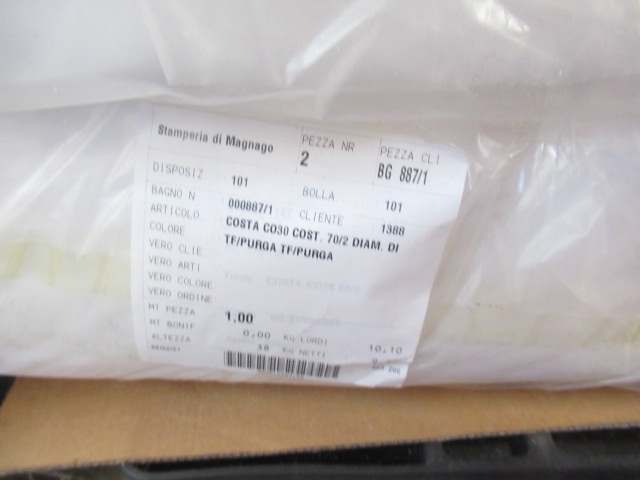 Stamperia di Magnago PEZZA NR PEZZA CLI
2 BG 887/1
DISPOSIZ 101 BOLLA 101
BAGNO N 000887/1 CLIENTE 1388
ARTICOLO COSTA CO30 COST. 70/2 DIAM. DI
COLORE TF/PURGA TF/PURGA
VERO CLIE
VERO ARTI
VERO COLORE
VERO ORDINE
MT PEZZA 1,00
MT BONIF 0,00 KG LORDI 10,10
ALTEZZA 38 KG NETTI